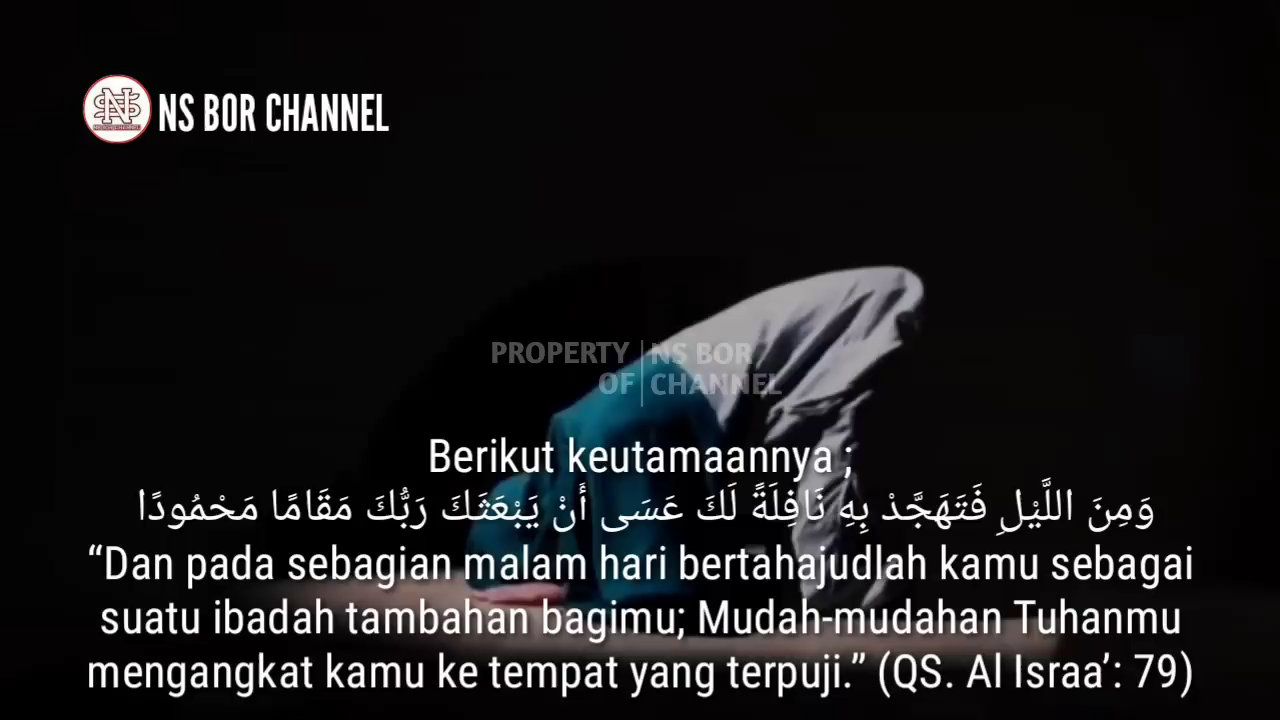 NS BOR CHANNEL
PROPERTY NS BOR
OF CHANNEL
Berikut keutamaannya ;
وَمِنَ اللَّيْلِ فَتَهَجَّدْ بِهِ نَافِلَةً لَكَ عَسَى أَنْ يَبْعَثَكَ رَبُّكَ مَقَامًا مَحْمُودًا
“Dan pada sebagian malam hari bertahajudlah kamu sebagai
suatu ibadah tambahan bagimu; Mudah-mudahan Tuhanmu
mengangkat kamu ke tempat yang terpuji.” (QS. Al Israa’: 79)